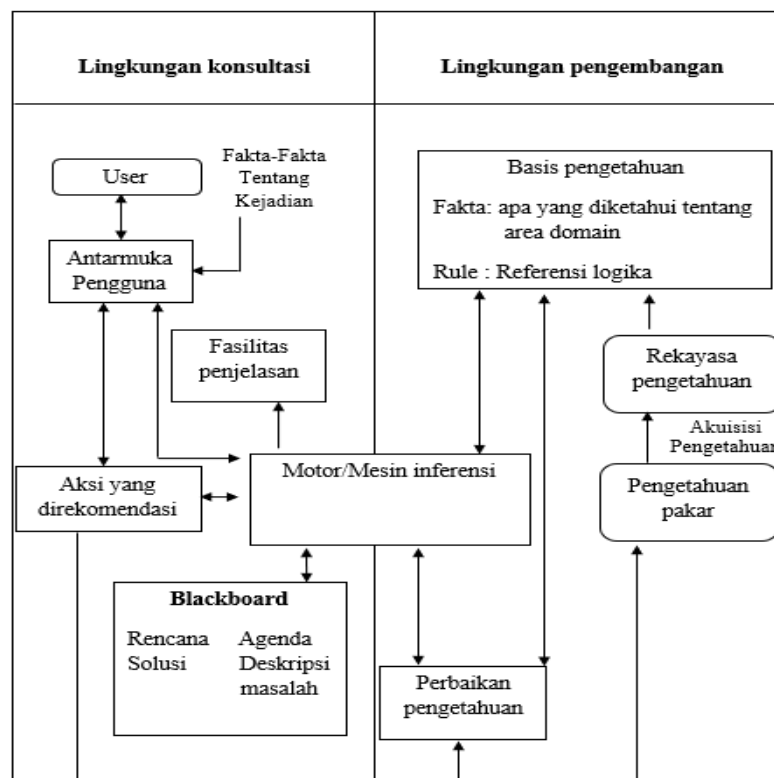 Lingkungan konsultasi
Lingkungan pengembangan
User
Fakta-Fakta
Tentang
Kejadian
Antarmuka
Pengguna
Fasilitas
penjelasan
Aksi yang
direkomendasi
Motor/Mesin inferensi
Blackboard
Rencana Agenda
Solusi Deskripsi
masalah
Basis pengetahuan
Fakta: apa yang diketahui tentang
area domain
Rule : Referensi logika
Rekayasa
pengetahuan
Akuisisi
Pengetahuan
Pengetahuan
pakar
Perbaikan
pengetahuan